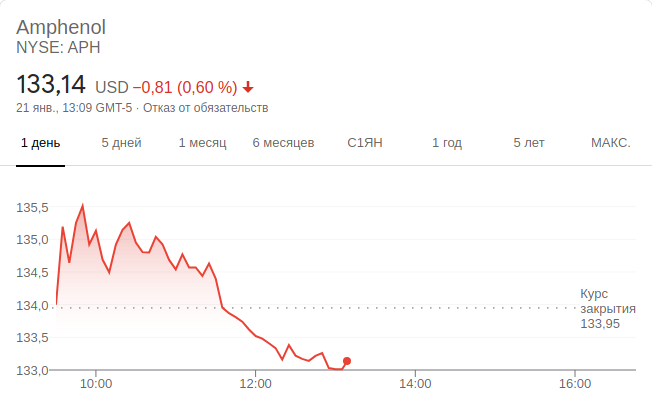 Amphenol
NYSE: APH
133,14 USD −0,81 (0,60 %)
21 янв., 13:09 GMT-5 · Отказ от обязательств
1 день 5 дней 1 месяц 6 месяцев С1ЯН 1 год 5 лет МАКС.
135,5
135,0
134,5
134,0
133,5
133,0
Курс
закрытия
133,95
10:00 12:00 14:00 16:00